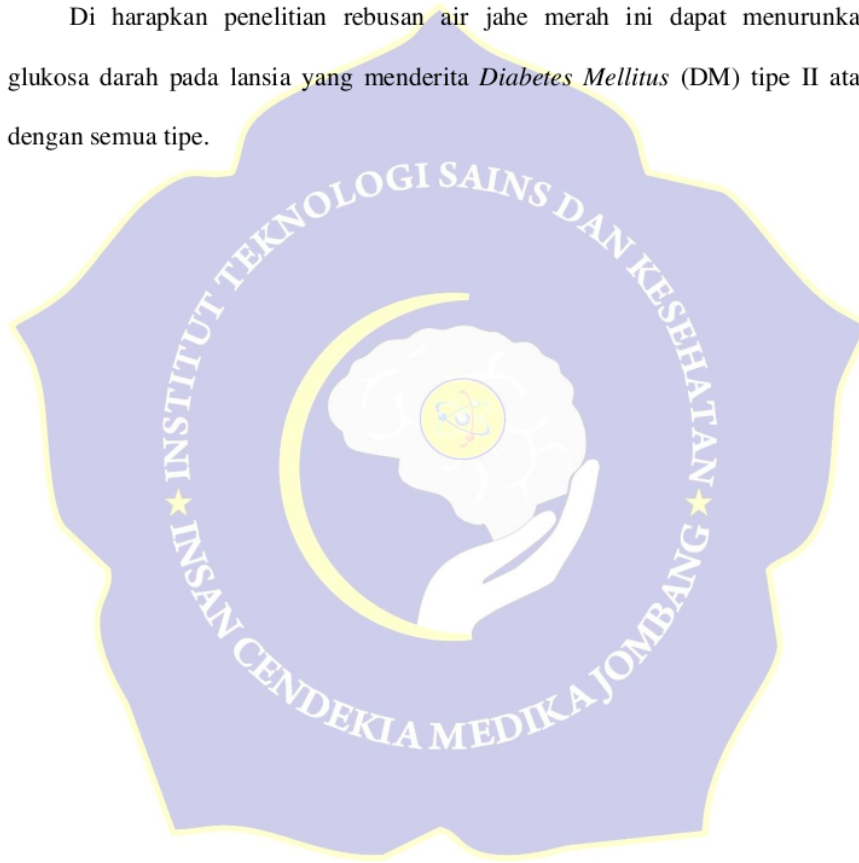 Di harapkan penelitian rebusan air jahe merah ini dapat menurunka
glukosa darah pada lansia yang menderita Diabetes Mellitus (DM) tipe II ata
dengan semua tipe.
INSTITUT TEKNOLOGI SAINS DAN KESEHATAN
★ INSAN CENDEKIA MEDIKA JOMBANG ★